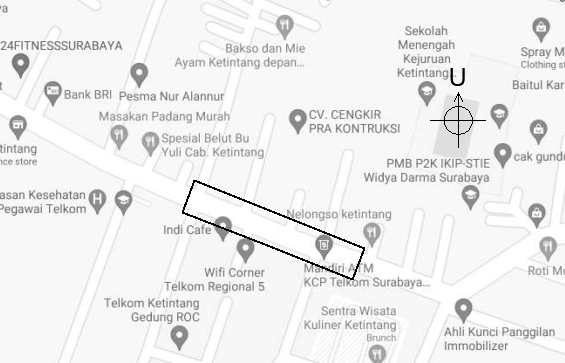 24FITNESSSURABAYA
Bank BRI
Pesma Nur Alannur
Masakan Padang Murah
Spesial Belut Bu
Yuli Cab. Ketintang
Bakso dan Mie
Ayam Ketintang depan...
CV. CENGKIR
PRA KONTRUKSI
Sekolah
Menengah
Kejuruan
Ketintang...
U
Spray M
Clothing st
Baitul Kar
cak gundu
PMB P2K IKIP-STIE
Widya Darma Surabaya
tintang
nce store
asan Kesehatan
Pegawai Telkom
H
Indi Cafe
Nelongso ketintang
Wifi Corner
Telkom Regional 5
Mandiri ATM
KCP Telkom Surabaya...
Telkom Ketintang
Gedung ROC
Sentra Wisata
Kuliner Ketintang
Brunch
Roti Me
Ahli Kunci Panggilan
Immobilizer